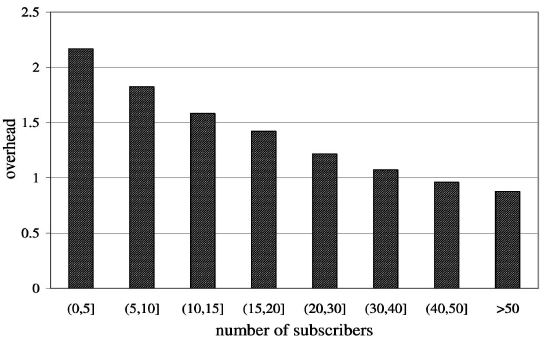 2.5
2
1.5
1
0.5
0
overhead
(0,5] (5,10] (10,15] (15,20] (20,30] (30,40] (40,50] >50
number of subscribers